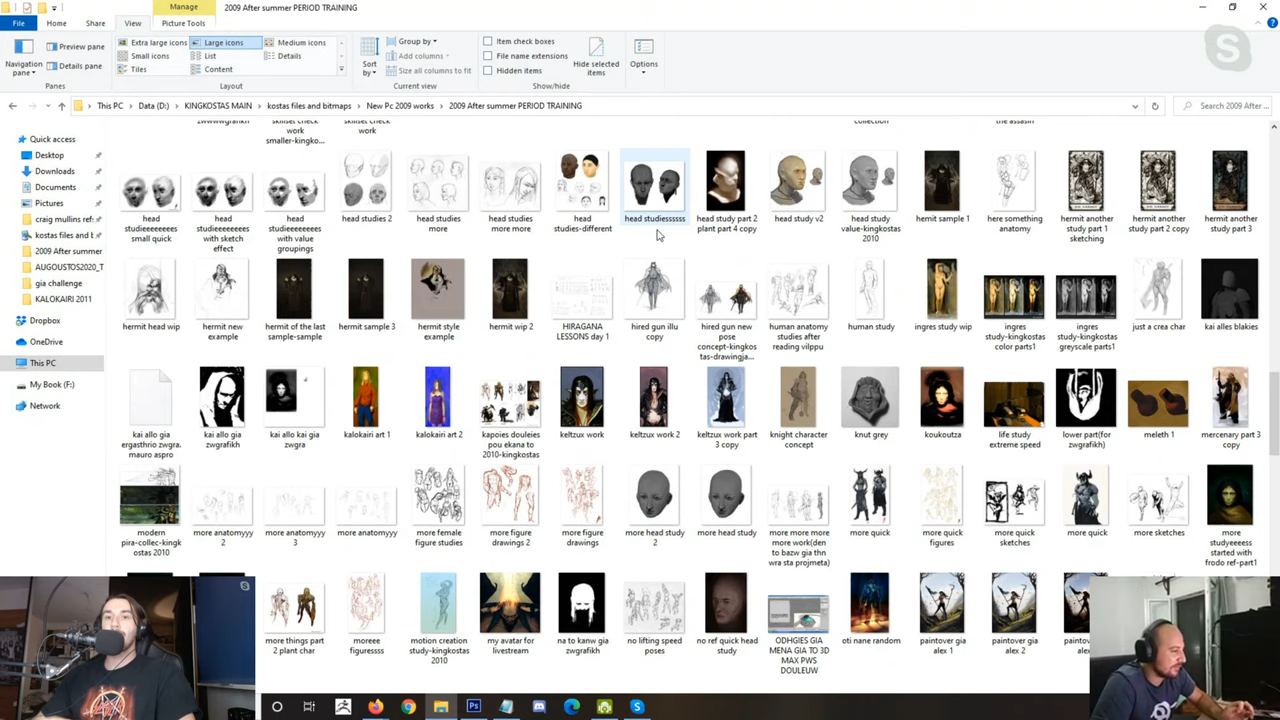 Manage
2009 After summer PERIOD TRAINING
File
Home
Share
View
Picture Tools
Navigation
pane
Preview pane
Details pane
Panes
Extra large icons
Large icons
Medium icons
Small icons
List
Details
Tiles
Content
Layout
Sort
by
Group by
Add columns
Size all columns to fit
Current view
Item check boxes
File name extensions
Hidden items
Hide selected
items
Show/hide
Options
This PC
Data (D:)
KINGKOSTAS MAIN
kostas files and bitmaps
New Pc 2009 works
2009 After summer PERIOD TRAINING
Search 2009 After ...
Quick access
Desktop
Downloads
Documents
Pictures
craig mullins ref:
kostas files and b
2009 After summer
AUGOUSTOS2020_T
gia challenge
KALOKAIRI 2011
Dropbox
OneDrive
This PC
My Book (F:)
Network
skillset check
work
smaller-kingko...
skillset check
work
collection
the assasin
head
studieeeeeeees
small quick
head
studieeeeeeees
with sketch
effect
head
studieeeeeeees
with value
groupings
head studies 2
head studies
more
head studies
more more
head
studies-different
head studiesssss
head study part 2
plant part 4 copy
head study v2
head study
value-kingkostas
2010
hemit sample 1
here something
anatomy
hermit another
study part 1
sketching
hermit another
study part 2 copy
hermit another
study part 3
hermit head wip
hermit new
example
hermit of the last
sample-sample
hermit sample 3
hermit style
example
hermit wip 2
HIRAGANA
LESSONS day 1
hired gun illu
copy
hired gun new
pose
concept-kingkos
tas-drawingja...
human anatomy
studies after
reading vilppu
human study
ingres study wip
ingres
study-kingkostas
color parts1
ingres
study-kingkostas
greyscale parts1
just a crea char
kai alles blakies
kai allo gia
ergasthrio zwgra.
mauro aspro
kai allo gia
zwgrafikh
kai allo kai gia
zwgra
kalokairi art 1
kalokairi art 2
kapoies douleies
pou ekana to
2010-kingkostas
keltzux work
keltzux work 2
keltzux work part
3 copy
knight character
concept
knut grey
koukoutza
life study
extreme speed
lower part(for
zwgrafikh)
meleth 1
mercenary part 3
copy
modern
pira-collec-kingk
ostas 2010
more anatomyyy
2
more anatomyyy
3
more anatomyyy
more female
figure studies
more figure
drawings 2
more figure
drawings
more head study
2
more head study
more more more
more work(den
to bazw gia thn
wra sta projmeta)
more quick
more quick
figures
more quick
sketches
more quick
more sketches
more
studyeeeess
started with
frodo ref-part1
more things part
2 plant char
moreee
figuressss
motion creation
study-kingkostas
2010
my avatar for
livestream
na to kanw gia
zwgrafikh
no lifting speed
poses
no ref quick head
study
ODHGIES GIA
MENA GIA TO 3D
MAX PWS
DOULEUW
oti nane random
paintover gia
alex 1
paintover gia
alex 2